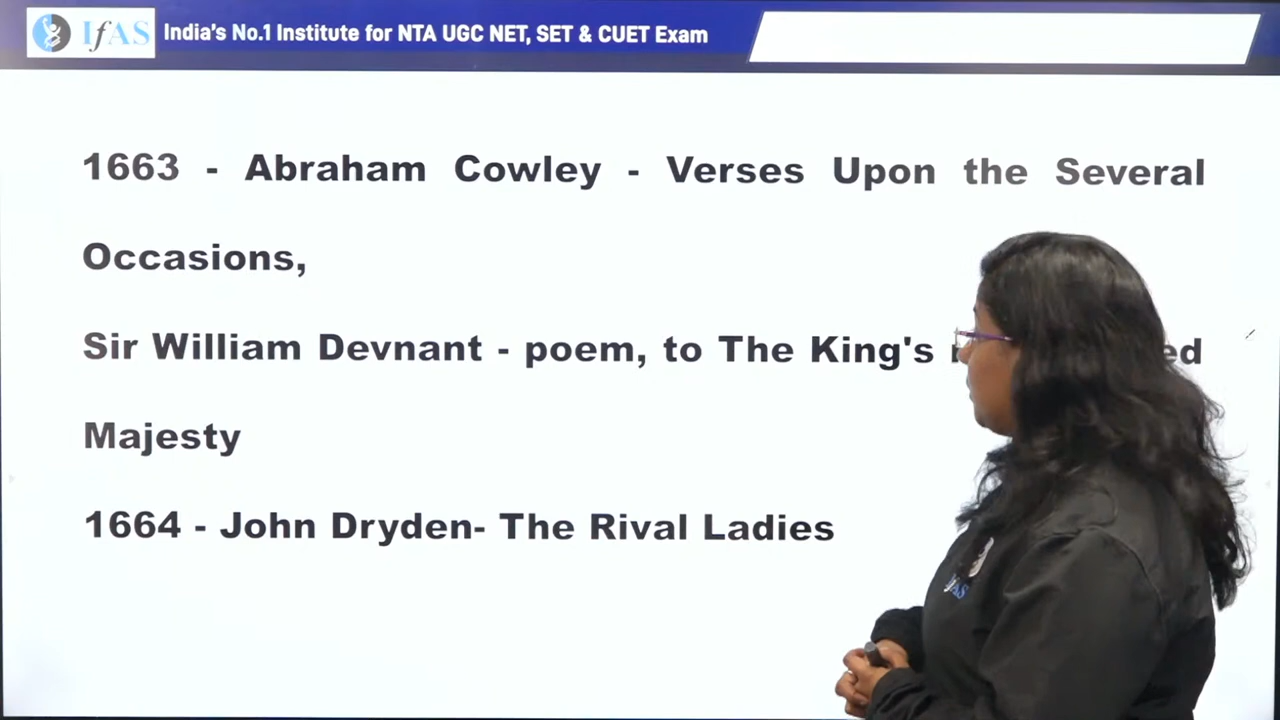 IfAS India's No.1 Institute for NTA UGC NET, SET & CUET Exam
1663 - Abraham Cowley - Verses Upon the Several
Occasions,
Sir William Devnant - poem, to The King's
Majesty
1664 - John Dryden- The Rival Ladies
IfAS